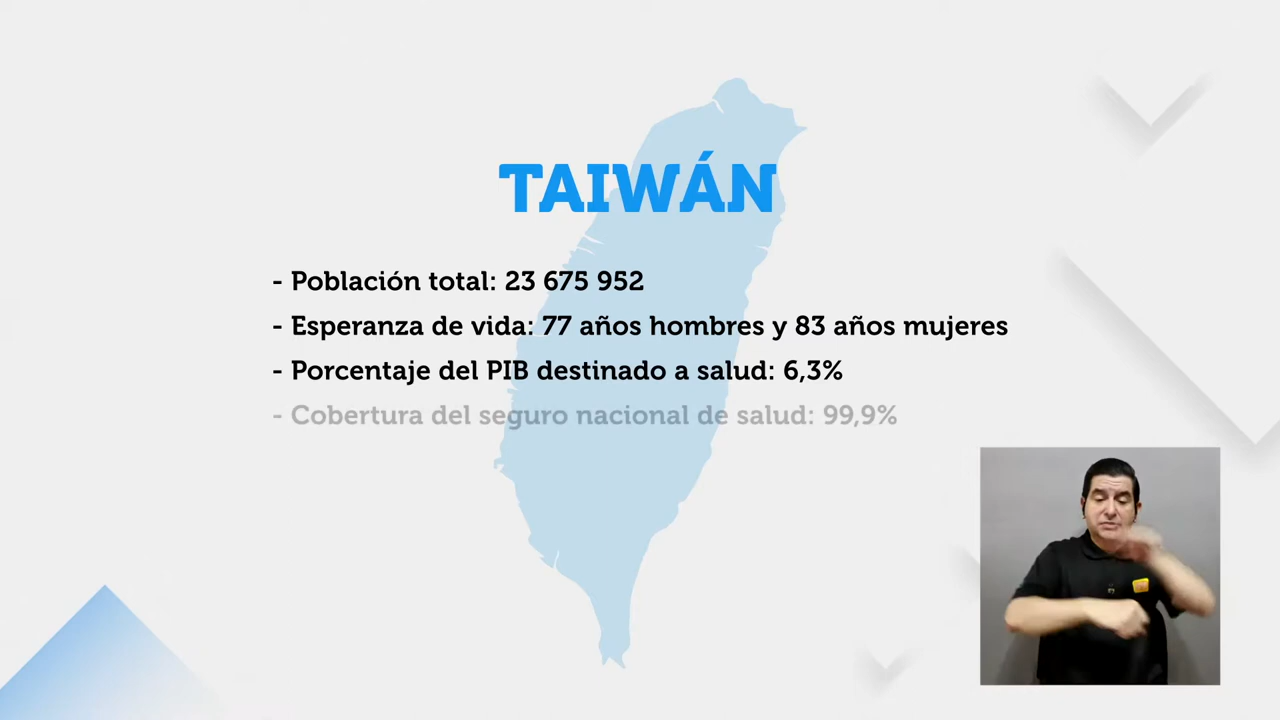 TAIWÁN
- Población total: 23 675 952
- Esperanza de vida: 77 años hombres y 83 años mujeres
- Porcentaje del PIB destinado a salud: 6,3%
- Cobertura del seguro nacional de salud: 99,9%